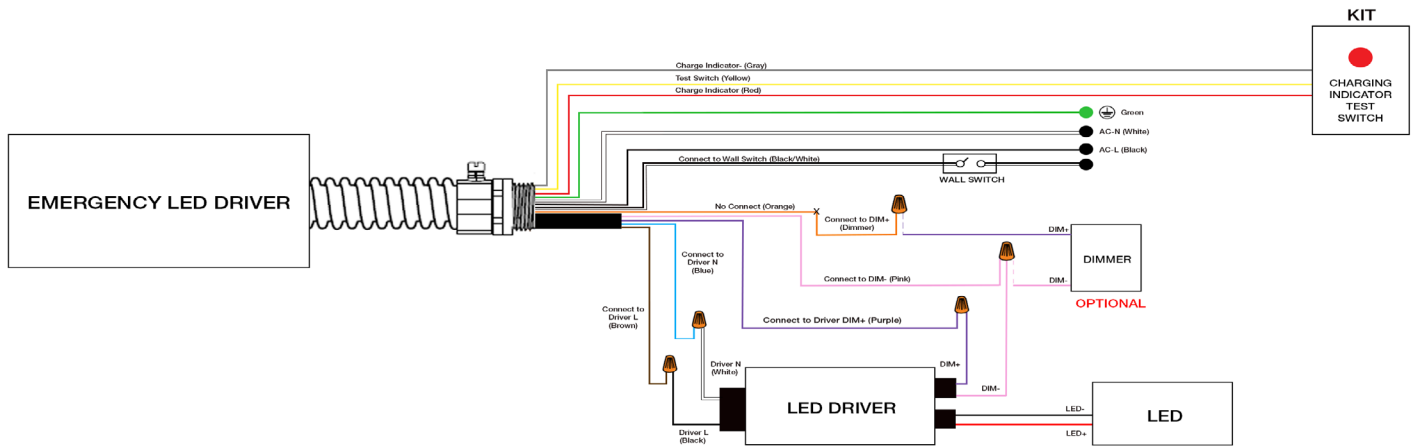 KIT
CHARGING
INDICATOR
TEST
SWITCH
Charge Indicator- (Gray)
Test Switch (Yellow)
Charge Indicator (Red)
Green
AC-N (White)
AC-L (Black)
Connect to Wall Switch (Black/White)
WALL SWITCH
EMERGENCY LED DRIVER
No Connect (Orange)
X
Connect to DIM+
(Dimmer)
DIM+
DIMMER
DIM-
OPTIONAL
Connect to
Driver N
(Blue)
Connect to DIM- (Pink)
Connect to
Driver L
(Brown)
Connect to Driver DIM+ (Purple)
Driver N
(White)
DIM+
DIM-
LED DRIVER
Driver L
(Black)
LED-
LED+
LED